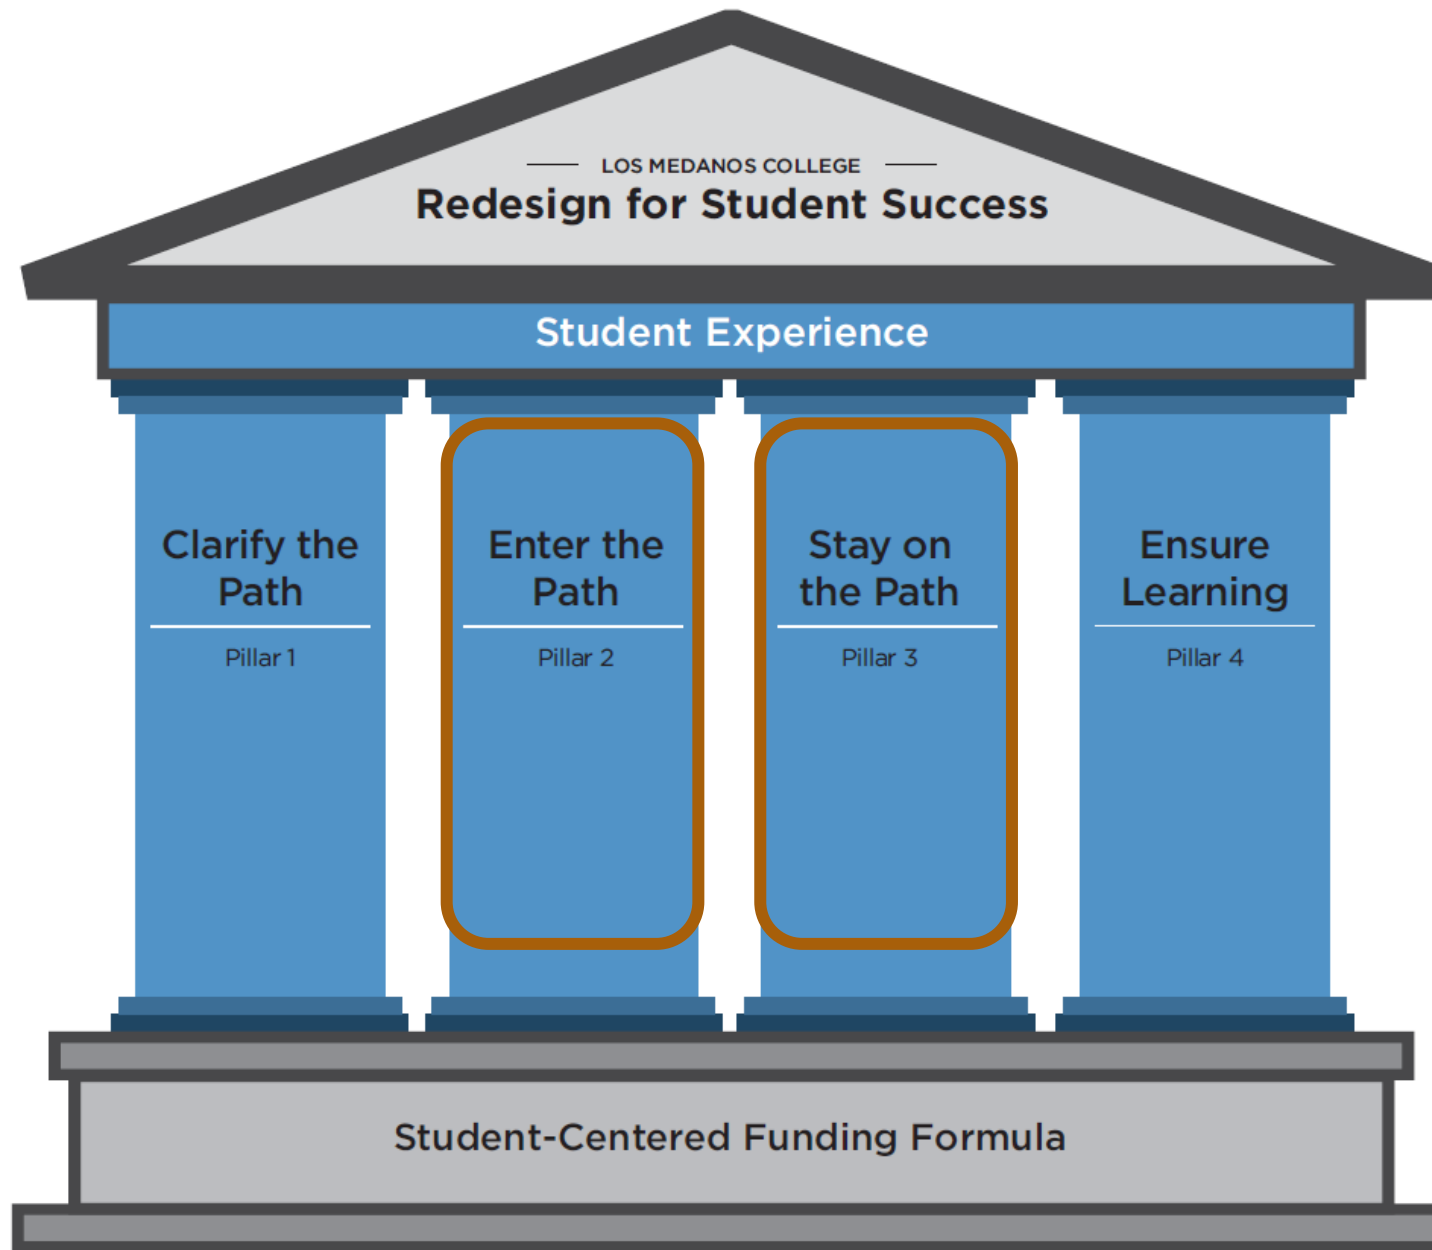 LOS MEDANOS COLLEGE
Redesign for Student Success
Student Experience
Clarify the
Path
Pillar 1
Enter the
Path
Pillar 2
Stay on
the Path
Pillar 3
Ensure
Learning
Pillar 4
Student-Centered Funding Formula